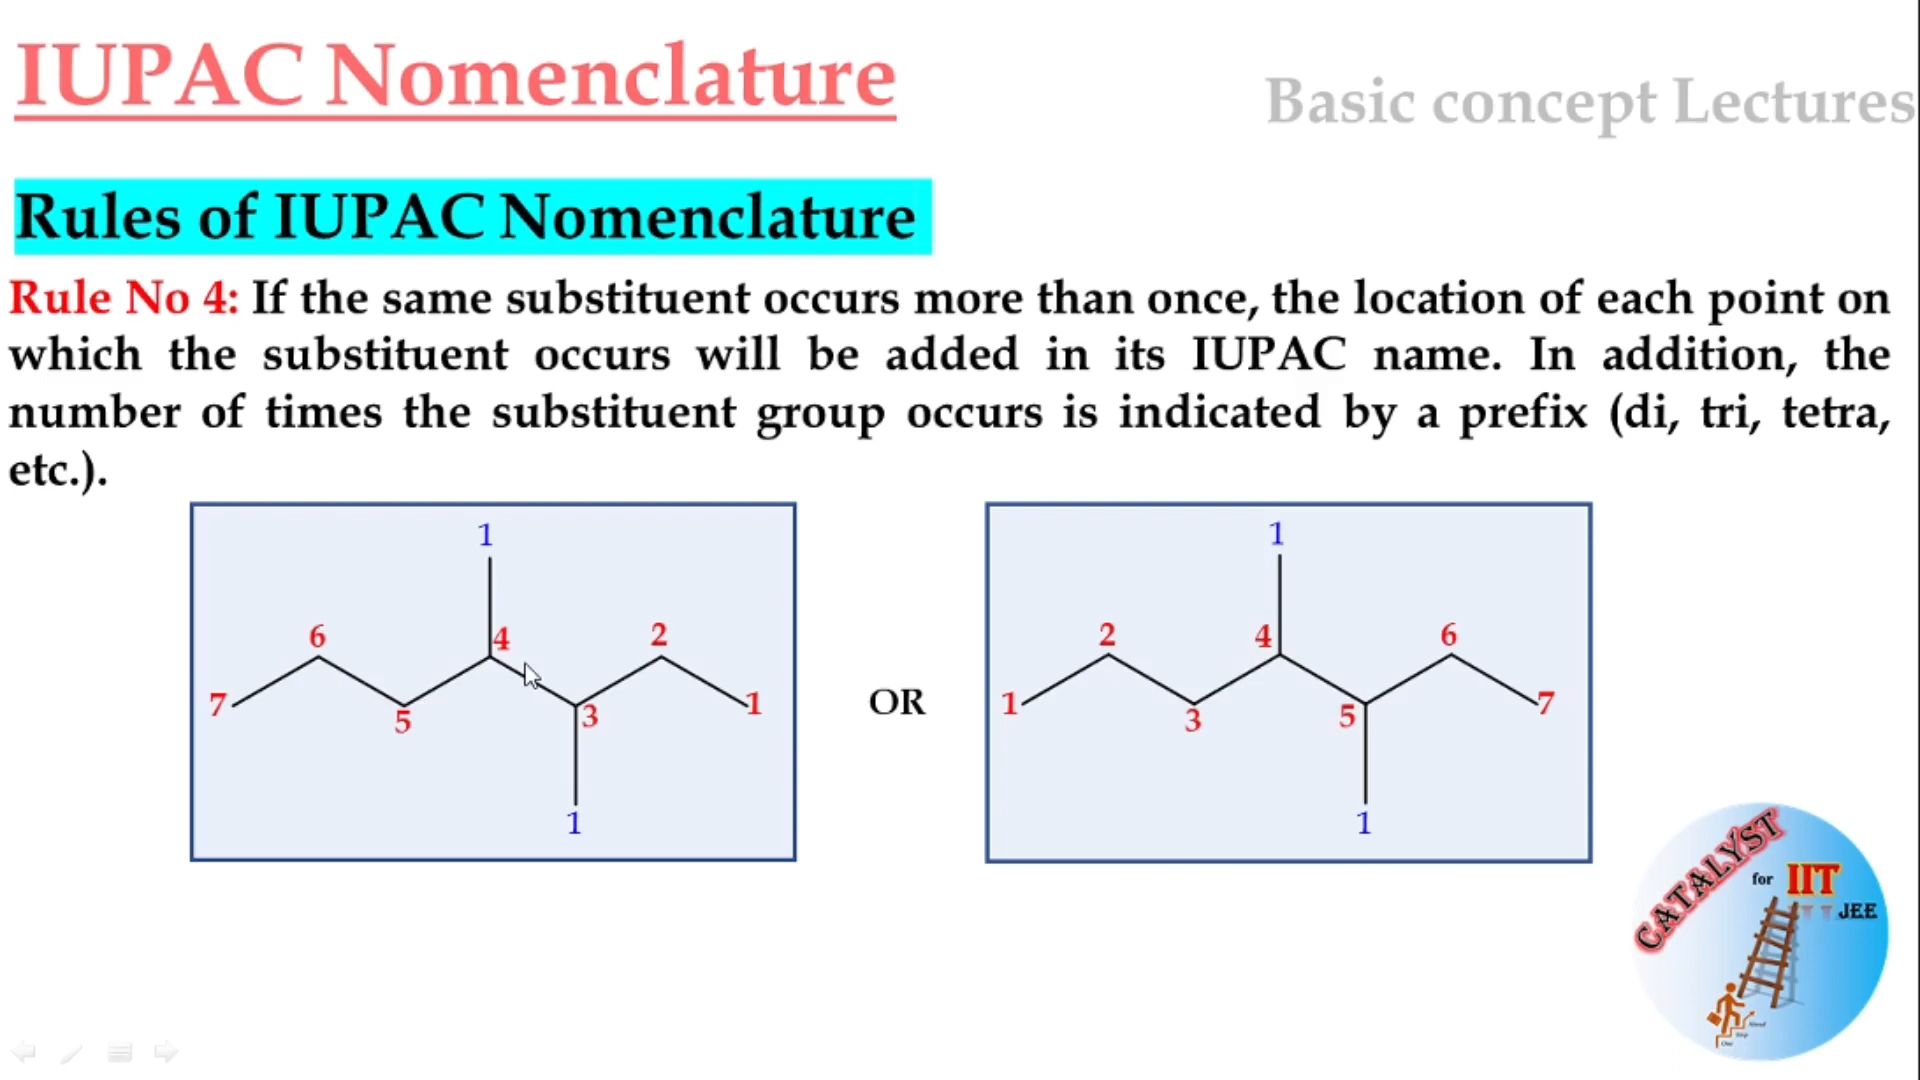 IUPAC Nomenclature
Basic concept Lectures
Rules of IUPAC Nomenclature
Rule No 4: If the same substituent occurs more than once, the location of each point on
which the substituent occurs will be added in its IUPAC name. In addition, the
number of times the substituent group occurs is indicated by a prefix (di, tri, tetra,
etc.).
1
6 4 2
7 5 3 1
1
OR
1
2 4 6
1 3 5 7
1
CATALYST
for IIT
JEE
One
Step
Ahead